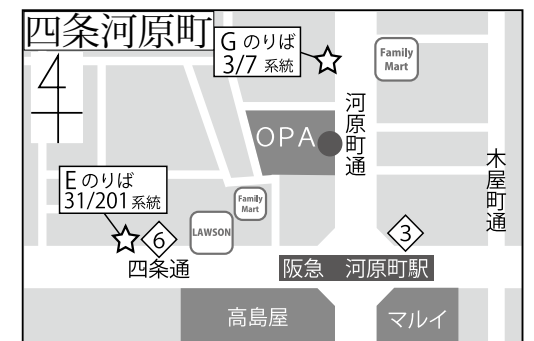 四条河原町
G のりば
3/7 系統
Family
Mart
河原町通
OPA
木屋町通
E のりば
31/201 系統
Family
Mart
LAWSON
6
3
四条通
阪急 河原町駅
高島屋
マルイ